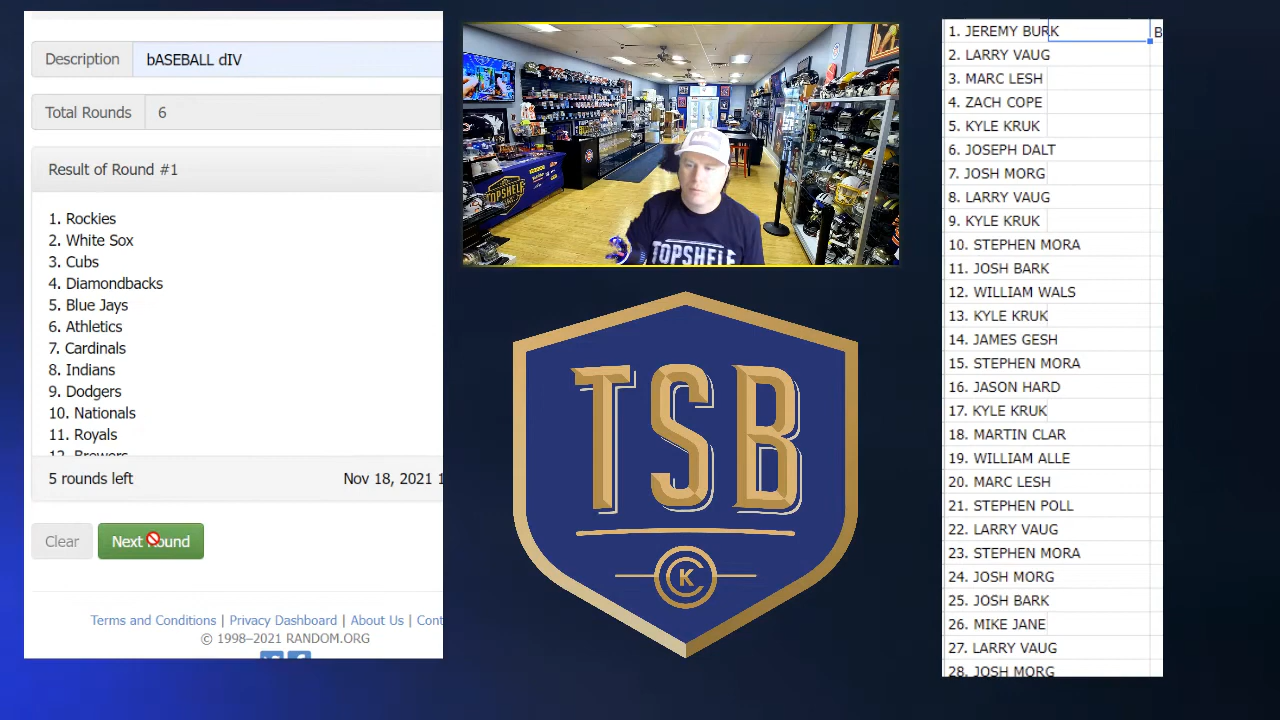 Description bASEBALL dIV
Total Rounds 6
Result of Round #1
1. Rockies
2. White Sox
3. Cubs
4. Diamondbacks
5. Blue Jays
6. Athletics
7. Cardinals
8. Indians
9. Dodgers
10. Nationals
11. Royals
12. Brewers
5 rounds left Nov 18, 2021 1
Clear Next Round
Terms and Conditions | Privacy Dashboard | About Us | Cont
© 1998–2021 RANDOM.ORG
TOPSHELF
TOPSHELF
TSB
CK
1. JEREMY BURK B
2. LARRY VAUG
3. MARC LESH
4. ZACH COPE
5. KYLE KRUK
6. JOSEPH DALT
7. JOSH MORG
8. LARRY VAUG
9. KYLE KRUK
10. STEPHEN MORA
11. JOSH BARK
12. WILLIAM WALS
13. KYLE KRUK
14. JAMES GESH
15. STEPHEN MORA
16. JASON HARD
17. KYLE KRUK
18. MARTIN CLAR
19. WILLIAM ALLE
20. MARC LESH
21. STEPHEN POLL
22. LARRY VAUG
23. STEPHEN MORA
24. JOSH MORG
25. JOSH BARK
26. MIKE JANE
27. LARRY VAUG
28. JOSH MORG